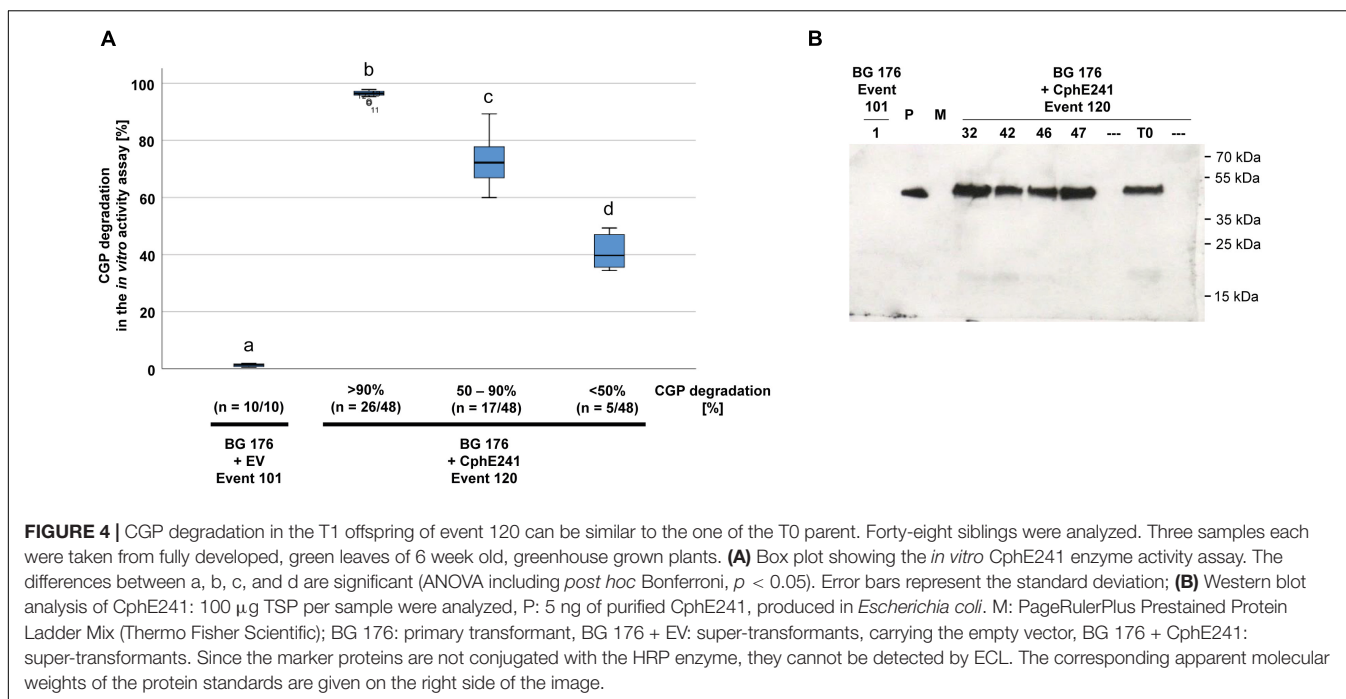 A
CGP degradation
in the in vitro activity assay [%]
100
80
60
40
20
0
a
b
c
d
11
>90%
50 – 90%
<50%
CGP degradation
[%]
(n = 10/10)
(n = 26/48)
(n = 17/48)
(n = 5/48)
BG 176
+ EV
Event 101
BG 176
+ CphE241
Event 120
B
BG 176
Event
101
1
P
M
BG 176
+ CphE241
Event 120
32 42 46 47 --- T0 ---
70 kDa
55 kDa
35 kDa
25 kDa
15 kDa
FIGURE 4 | CGP degradation in the T1 offspring of event 120 can be similar to the one of the T0 parent. Forty-eight siblings were analyzed. Three samples each
were taken from fully developed, green leaves of 6 week old, greenhouse grown plants. (A) Box plot showing the in vitro CphE241 enzyme activity assay. The
differences between a, b, c, and d are significant (ANOVA including post hoc Bonferroni, p < 0.05). Error bars represent the standard deviation; (B) Western blot
analysis of CphE241: 100 μg TSP per sample were analyzed, P: 5 ng of purified CphE241, produced in Escherichia coli. M: PageRulerPlus Prestained Protein
Ladder Mix (Thermo Fisher Scientific); BG 176: primary transformant, BG 176 + EV: super-transformants, carrying the empty vector, BG 176 + CphE241:
super-transformants. Since the marker proteins are not conjugated with the HRP enzyme, they cannot be detected by ECL. The corresponding apparent molecular
weights of the protein standards are given on the right side of the image.